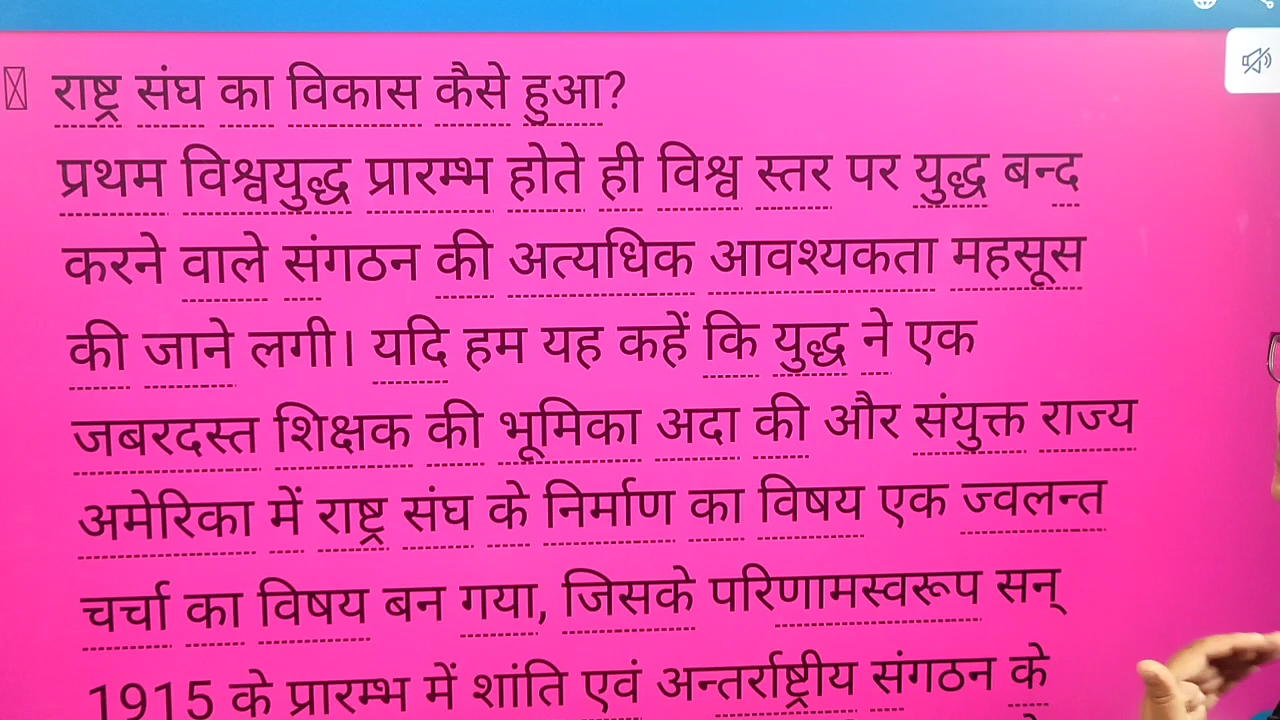 राष्ट्र संघ का विकास कैसे हुआ?
प्रथम विश्वयुद्ध प्रारम्भ होते ही विश्व स्तर पर युद्ध बन्द
करने वाले संगठन की अत्यधिक आवश्यकता महसूस
की जाने लगी। यदि हम यह कहें कि युद्ध ने एक
जबरदस्त शिक्षक की भूमिका अदा की और संयुक्त राज्य
अमेरिका में राष्ट्र संघ के निर्माण का विषय एक ज्वलन्त
चर्चा का विषय बन गया, जिसके परिणामस्वरूप सन्
1915 के प्रारम्भ में शांति एवं अन्तर्राष्ट्रीय संगठन के